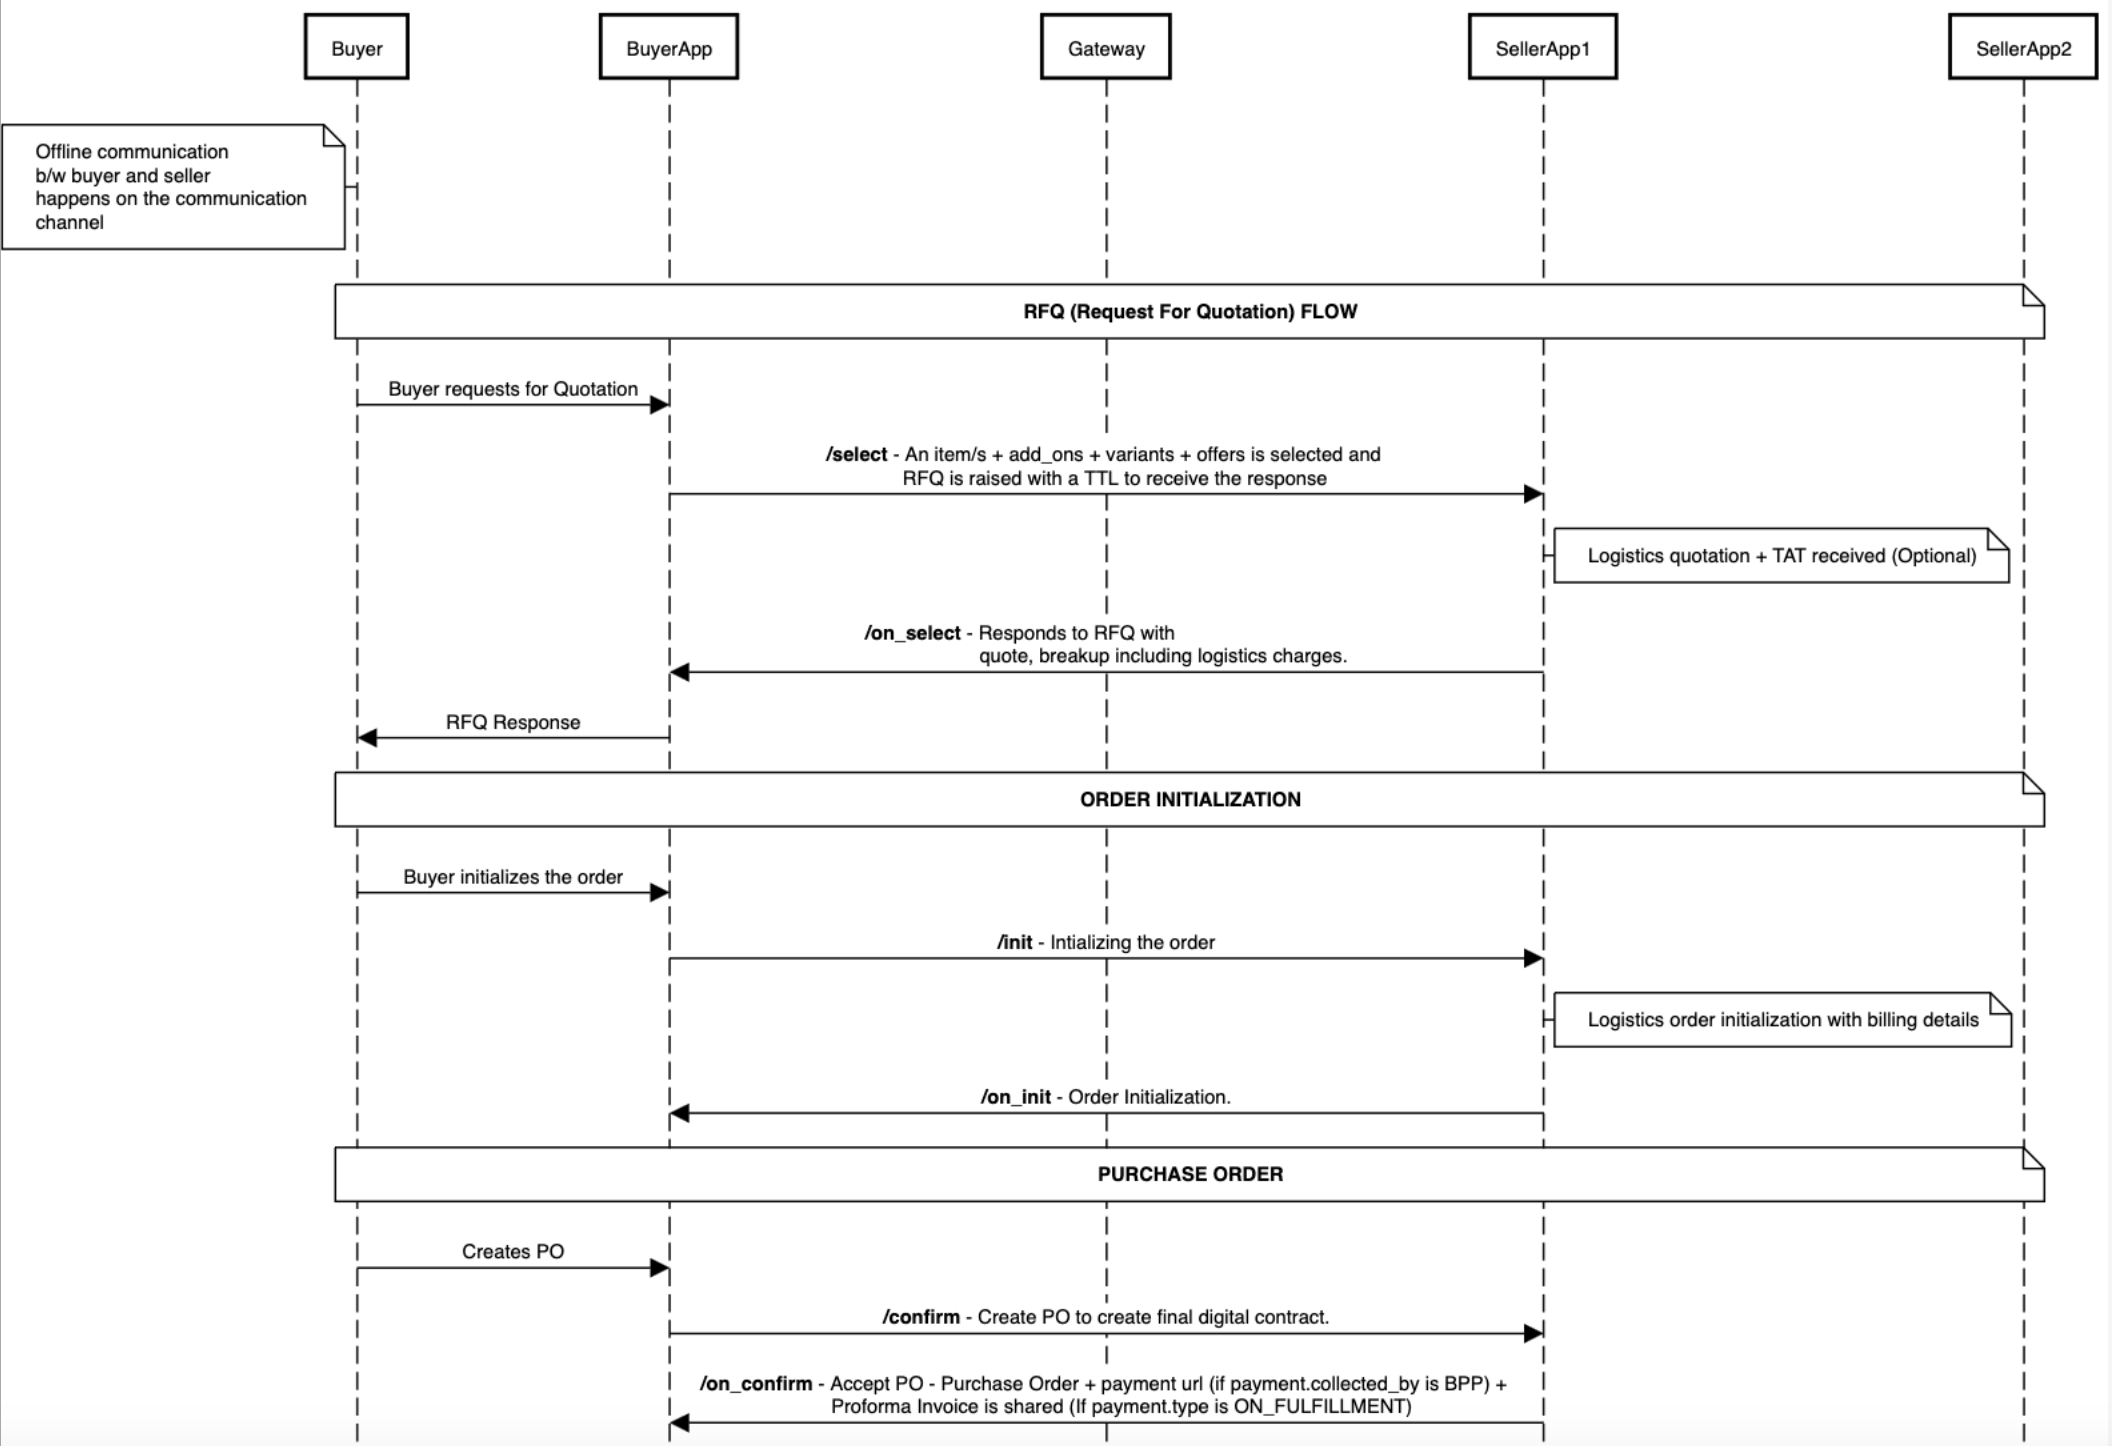 Buyer
BuyerApp
Gateway
SellerApp1
SellerApp2
Offline communication
b/w buyer and seller
happens on the communication
channel
RFQ (Request For Quotation) FLOW
Buyer requests for Quotation
/select - An item/s + add_ons + variants + offers is selected and
RFQ is raised with a TTL to receive the response
Logistics quotation + TAT received (Optional)
/on_select - Responds to RFQ with
quote, breakup including logistics charges.
RFQ Response
ORDER INITIALIZATION
Buyer initializes the order
/init - Intializing the order
Logistics order initialization with billing details
/on_init - Order Initialization.
PURCHASE ORDER
Creates PO
/confirm - Create PO to create final digital contract.
/on_confirm - Accept PO - Purchase Order + payment url (if payment.collected_by is BPP) +
Proforma Invoice is shared (If payment.type is ON_FULFILLMENT)